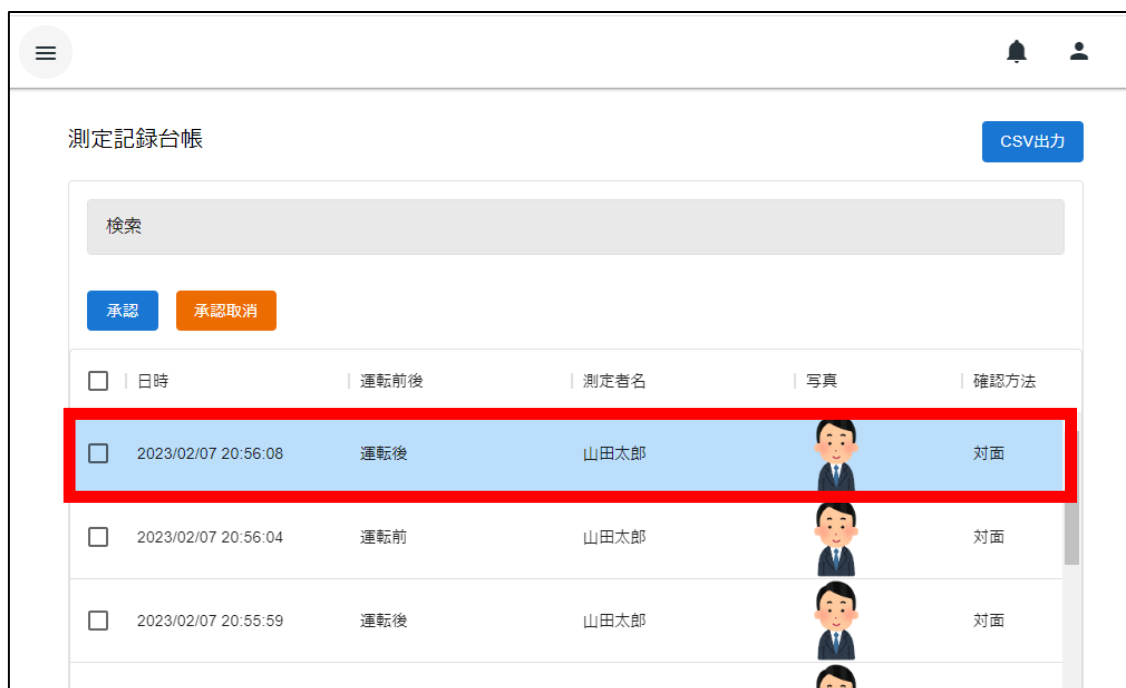 測定記録台帳
CSV出力
検索
承認 承認取消
日時 運転前後 測定者名 写真 確認方法
2023/02/07 20:56:08 運転後 山田太郎 対面
2023/02/07 20:56:04 運転前 山田太郎 対面
2023/02/07 20:55:59 運転後 山田太郎 対面